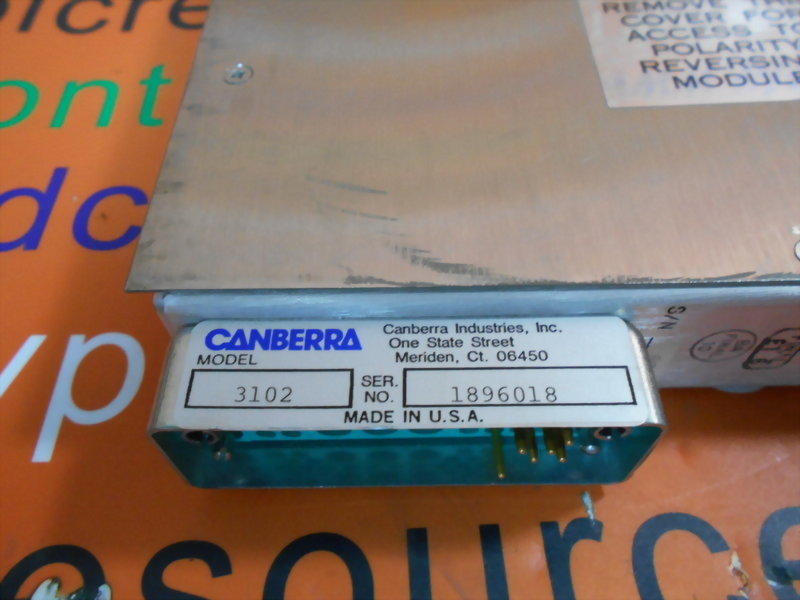 REMOVE
COVER FOR
ACCESS TO
POLARITY
REVERSIN
MODULE
ont
dc
yp
esource
CANBERRA
Canberra Industries, Inc.
One State Street
Meriden, Ct. 06450
MODEL
3102
SER.
NO.
1896018
MADE IN U.S.A.
S/N